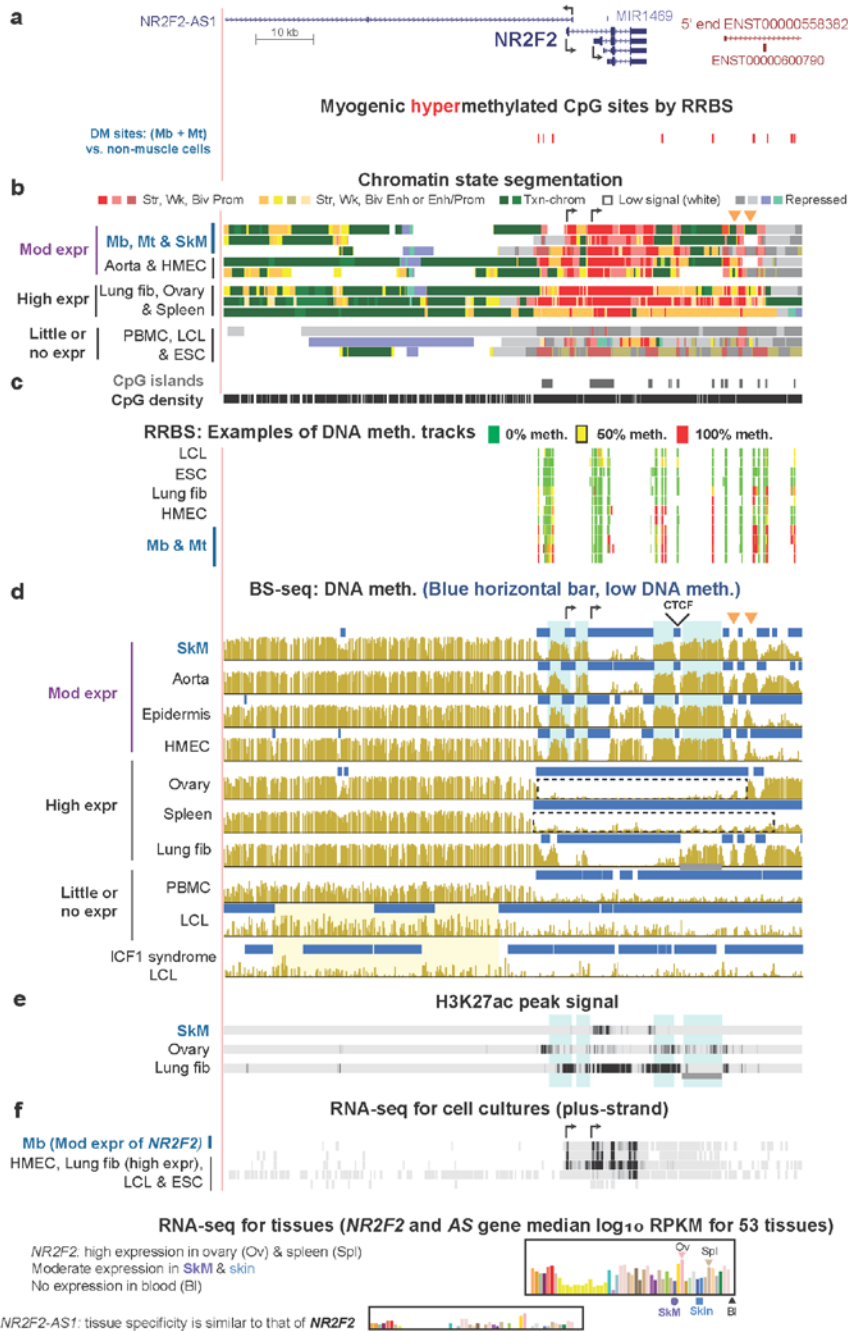 a
NR2F2-AS1
MIR1469
5' end ENST00000558382
10 kb
NR2F2
ENST00000600790
Myogenic hypermethylated CpG sites by RRBS
DM sites: (Mb + Mt)
vs. non-muscle cells
b
Chromatin state segmentation
Str, Wk, Biv Prom
Str, Wk, Biv Enh or Enh/Prom
Txn-chrom
Low signal (white)
Repressed
Mod expr
Mb, Mt & SkM
Aorta & HMEC
High expr
Lung fib, Ovary
& Spleen
Little or
no expr
PBMC, LCL
& ESC
c
CpG islands
CpG density
RRBS: Examples of DNA meth. tracks
0% meth.
50% meth.
100% meth.
LCL
ESC
Lung fib
HMEC
Mb & Mt
d
BS-seq: DNA meth. (Blue horizontal bar, low DNA meth.)
CTCF
SkM
Mod expr
Aorta
Epidermis
HMEC
High expr
Ovary
Spleen
Lung fib
Little or
no expr
PBMC
LCL
ICF1 syndrome
LCL
e
H3K27ac peak signal
SkM
Ovary
Lung fib
f
RNA-seq for cell cultures (plus-strand)
Mb (Mod expr of NR2F2)
HMEC, Lung fib (high expr),
LCL & ESC
RNA-seq for tissues (NR2F2 and AS gene median log₁₀ RPKM for 53 tissues)
NR2F2: high expression in ovary (Ov) & spleen (Spl)
Moderate expression in SkM & skin
No expression in blood (Bl)
Ov
Spl
SkM
Skin
Bl
NR2F2-AS1: tissue specificity is similar to that of NR2F2